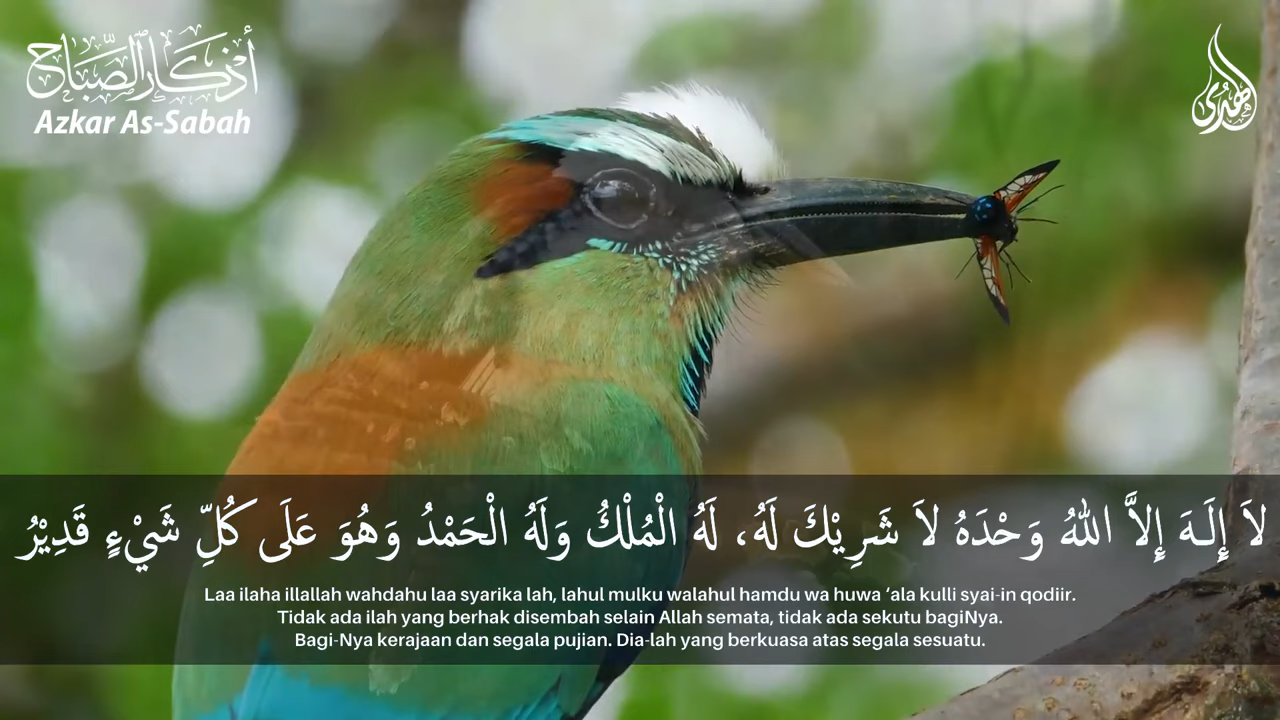 أذكار الصباح
Azkar As-Sabah
الهدى
لاَ إِلَـهَ إِلاَّ اللهُ وَحْدَهُ لاَ شَرِيْكَ لَهُ، لَهُ الْمُلْكُ وَلَهُ الْحَمْدُ وَهُوَ عَلَى كُلِّ شَيْءٍ قَدِيْرُ
Laa ilaha illallah wahdahu laa syarika lah, lahul mulku walahul hamdu wa huwa ‘ala kulli syai-in qodiir.
Tidak ada ilah yang berhak disembah selain Allah semata, tidak ada sekutu bagiNya.
Bagi-Nya kerajaan dan segala pujian. Dia-lah yang berkuasa atas segala sesuatu.